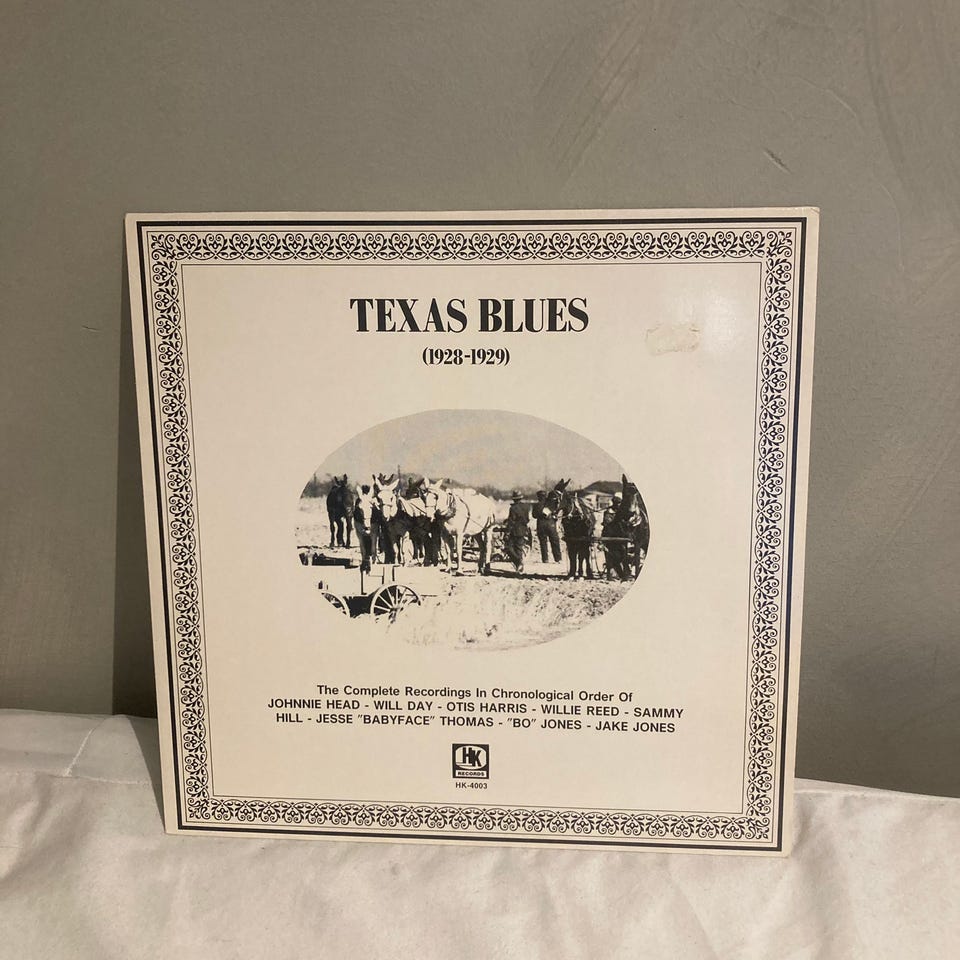 TEXAS BLUES
(1928-1929)
The Complete Recordings In Chronological Order Of
JOHNNIE HEAD - WILL DAY - OTIS HARRIS - WILLIE REED - SAMMY
HILL - JESSE "BABYFACE" THOMAS - "BO" JONES - JAKE JONES
HK
RECORDS
HK-4003